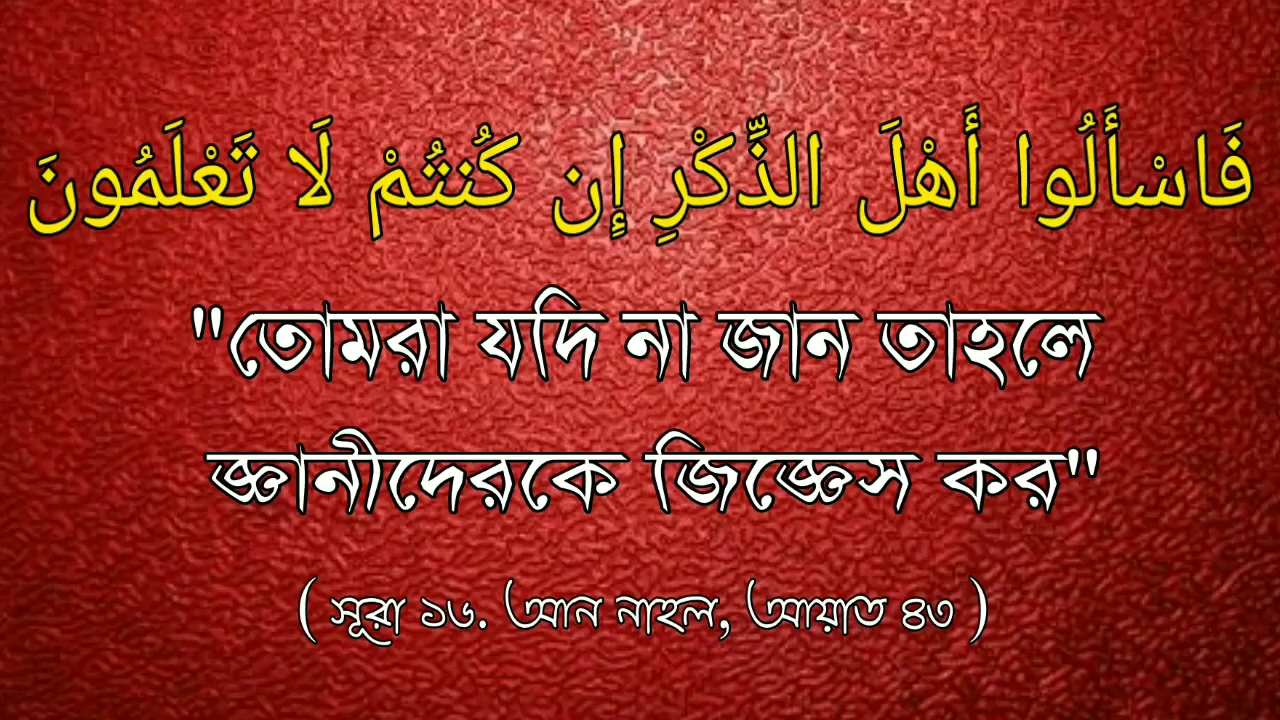 فَاسْأَلُوا أَهْلَ الذِّكْرِ إِن كُنتُمْ لَا تَعْلَمُونَ
"তোমরা যদি না জান তাহলে
জ্ঞানীদেরকে জিজ্ঞেস কর"
( সূরা ১৬. আন নাহল, আয়াত ৪৩ )